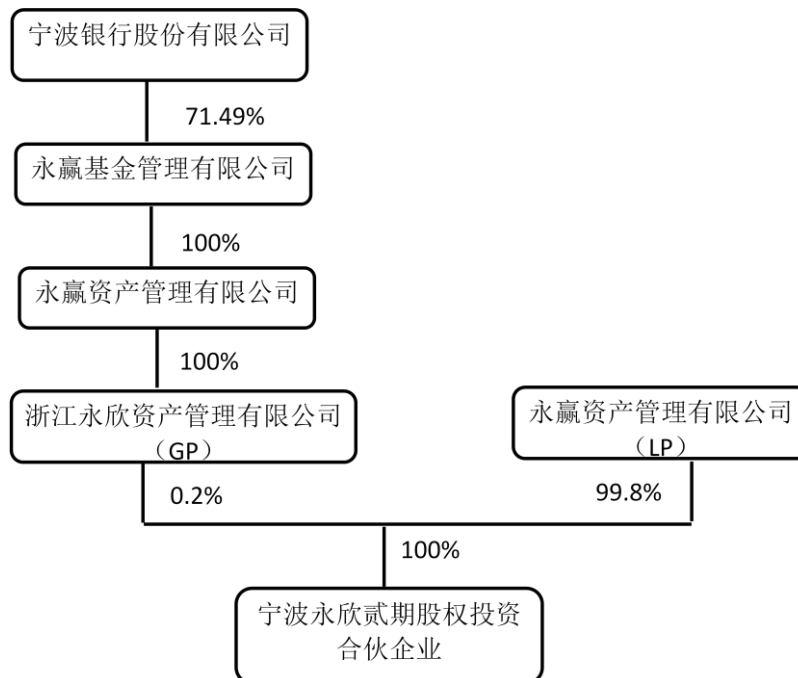 宁波银行股份有限公司
71.49%
永赢基金管理有限公司
100%
永赢资产管理有限公司
100%
浙江永欣资产管理有限公司
（GP）
永赢资产管理有限公司
（LP）
0.2%
99.8%
100%
宁波永欣贰期股权投资
合伙企业